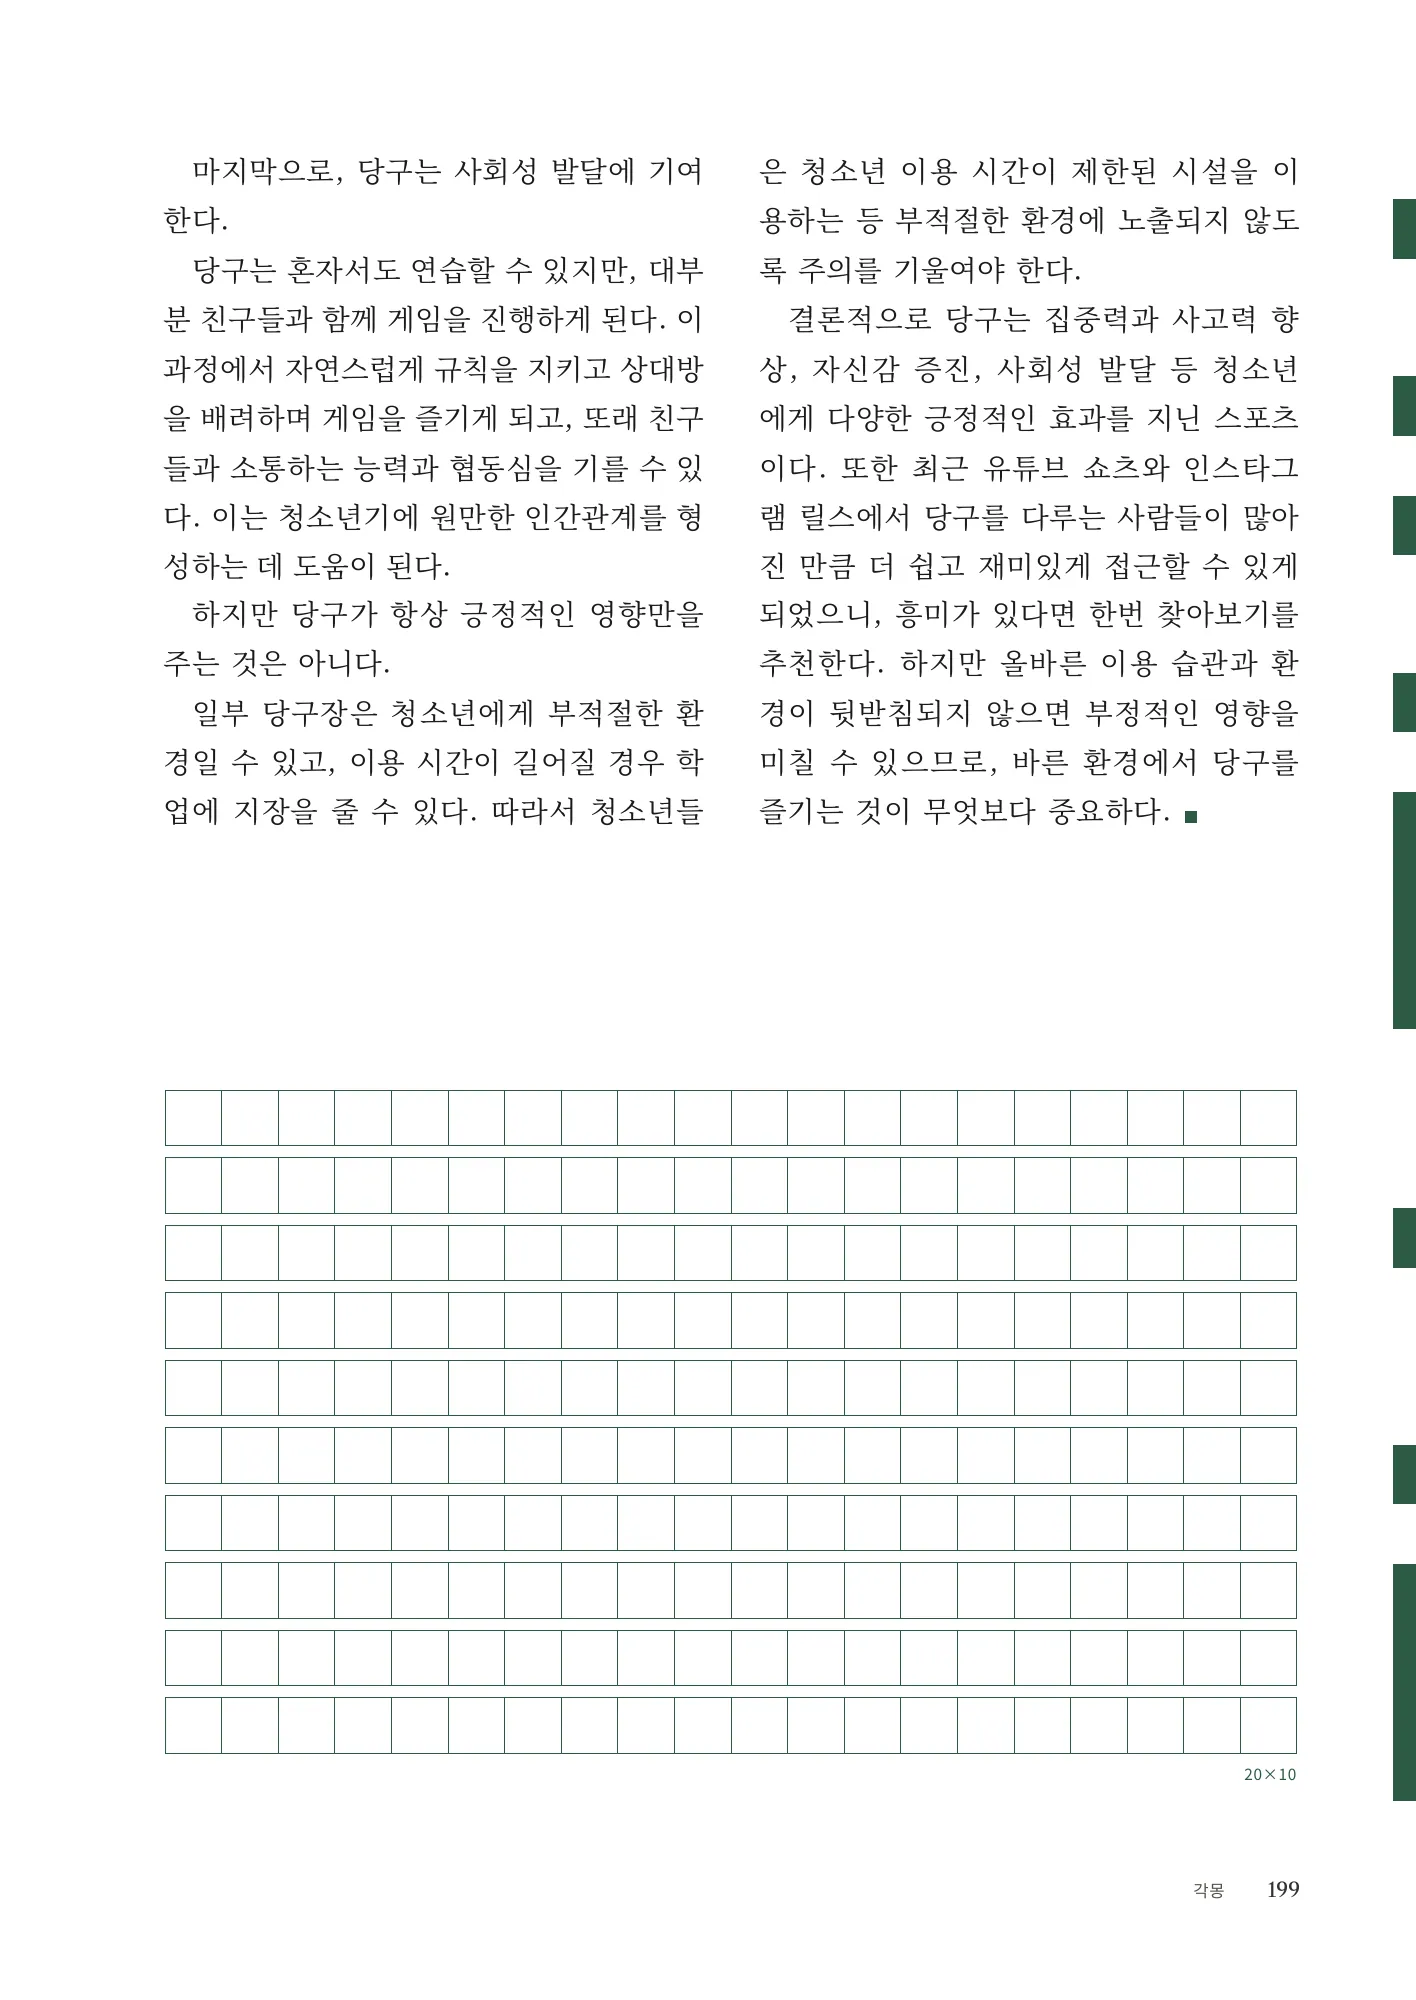 마지막으로, 당구는 사회성 발달에 기여
한다.
당구는 혼자서도 연습할 수 있지만, 대부
분 친구들과 함께 게임을 진행하게 된다. 이
과정에서 자연스럽게 규칙을 지키고 상대방
을 배려하며 게임을 즐기게 되고, 또래 친구
들과 소통하는 능력과 협동심을 기를 수 있
다. 이는 청소년기에 원만한 인간관계를 형
성하는 데 도움이 된다.
하지만 당구가 항상 긍정적인 영향만을
주는 것은 아니다.
일부 당구장은 청소년에게 부적절한 환
경일 수 있고, 이용 시간이 길어질 경우 학
업에 지장을 줄 수 있다. 따라서 청소년들
은 청소년 이용 시간이 제한된 시설을 이
용하는 등 부적절한 환경에 노출되지 않도
록 주의를 기울여야 한다.
결론적으로 당구는 집중력과 사고력 향
상, 자신감 증진, 사회성 발달 등 청소년
에게 다양한 긍정적인 효과를 지닌 스포츠
이다. 또한 최근 유튜브 쇼츠와 인스타그
램 릴스에서 당구를 다루는 사람들이 많아
진 만큼 더 쉽고 재미있게 접근할 수 있게
되었으니, 흥미가 있다면 한번 찾아보기를
추천한다. 하지만 올바른 이용 습관과 환
경이 뒷받침되지 않으면 부정적인 영향을
미칠 수 있으므로, 바른 환경에서 당구를
즐기는 것이 무엇보다 중요하다. ■
20×10
각몽 199